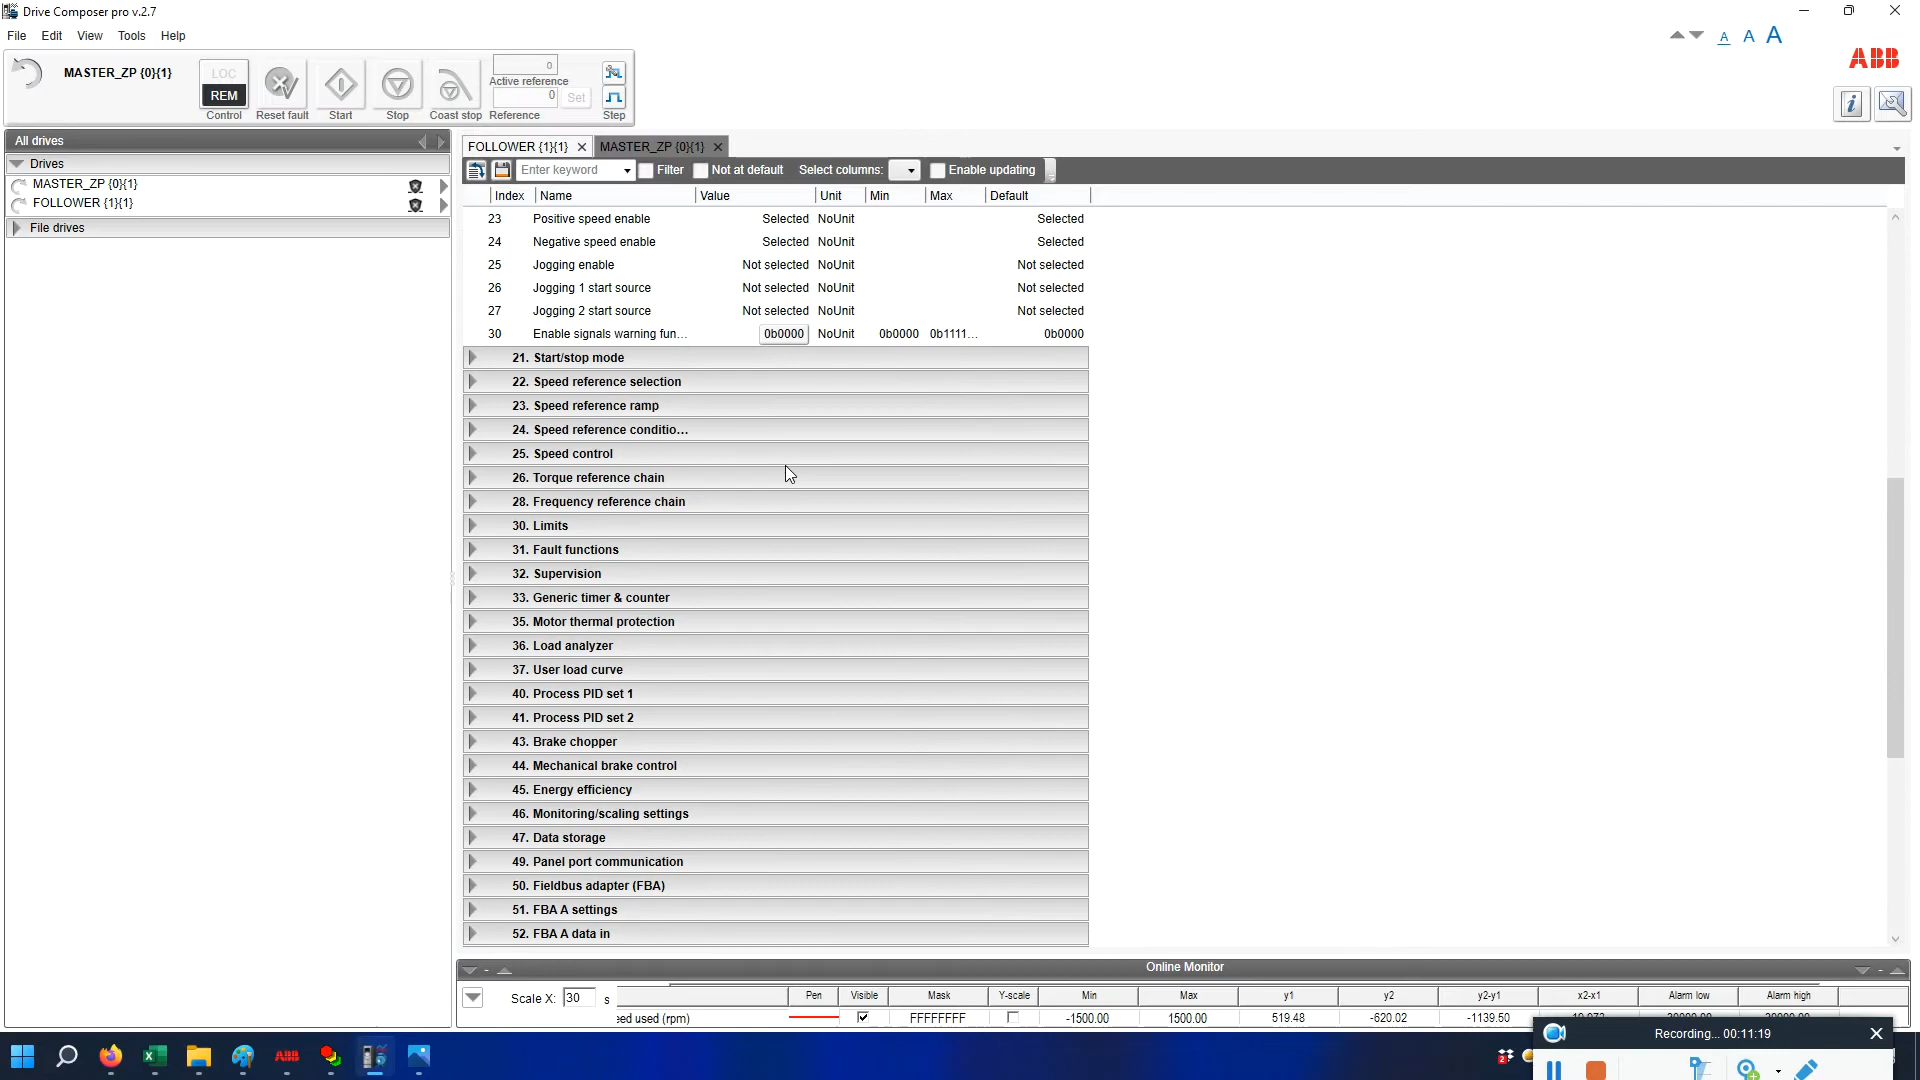 Drive Composer pro v.2.7
File Edit View Tools Help
A A A
MASTER_ZP {0}{1}
LOC
REM
Control Reset fault Start Stop Coast stop
0
Active reference
0 Set
Reference Step
ABB
All drives
Drives
MASTER_ZP {0}{1}
FOLLOWER {1}{1}
File drives
FOLLOWER {1}{1} MASTER_ZP {0}{1}
Enter keyword Filter Not at default Select columns: Enable updating
Index Name Value Unit Min Max Default
23 Positive speed enable Selected NoUnit Selected
24 Negative speed enable Selected NoUnit Selected
25 Jogging enable Not selected NoUnit Not selected
26 Jogging 1 start source Not selected NoUnit Not selected
27 Jogging 2 start source Not selected NoUnit Not selected
30 Enable signals warning fun... 0b0000 NoUnit 0b0000 0b1111... 0b0000
21. Start/stop mode
22. Speed reference selection
23. Speed reference ramp
24. Speed reference conditio...
25. Speed control
26. Torque reference chain
28. Frequency reference chain
30. Limits
31. Fault functions
32. Supervision
33. Generic timer & counter
35. Motor thermal protection
36. Load analyzer
37. User load curve
40. Process PID set 1
41. Process PID set 2
43. Brake chopper
44. Mechanical brake control
45. Energy efficiency
46. Monitoring/scaling settings
47. Data storage
49. Panel port communication
50. Fieldbus adapter (FBA)
51. FBA A settings
52. FBA A data in
Online Monitor
Scale X: 30 s
Pen Visible Mask Y-scale Min Max y1 y2 y2-y1 x2-x1 Alarm low Alarm high
eed used (rpm) FFFFFFFF -1500.00 1500.00 519.48 -620.02 -1139.50
Recording... 00:11:19
ABB
2